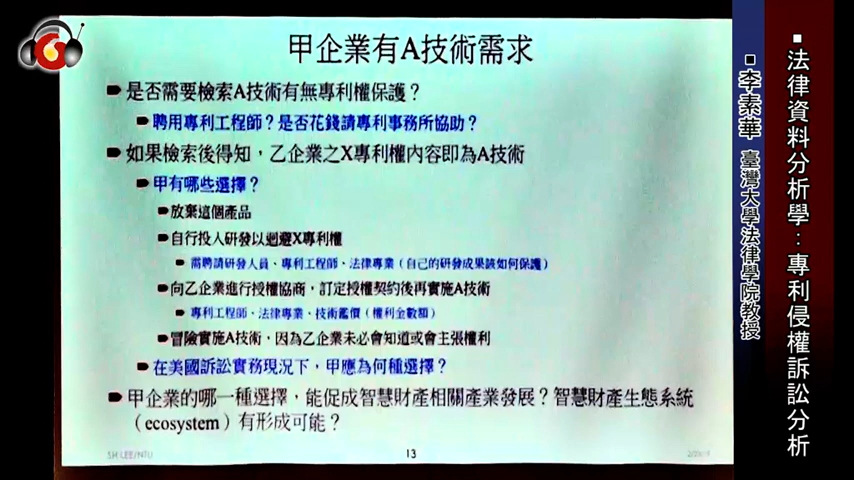 甲企業有A技術需求
是否需要檢索A技術有無專利權保護？
聘用專利工程師？是否花錢請專利事務所協助？
如果檢索後得知，乙企業之X專利權內容即為A技術
甲有哪些選擇？
放棄這個產品
自行投入研發以迴避X專利權
需聘請研發人員、專利工程師、法律專業（自己的研發成果該如何保護）
向乙企業進行授權協商，訂定授權契約後再實施A技術
專利工程師、法律專業、技術鑑價（權利金數額）
冒險實施A技術，因為乙企業未必會知道或會主張權利
在美國訴訟實務現況下，甲應為何種選擇？
甲企業的哪一種選擇，能促成智慧財產相關產業發展？智慧財產生態系統
（ecosystem）有形成可能？
SH LEE/NTU
13
法律資料分析學：專利侵權訴訟分析
李素華 臺灣大學法律學院教授